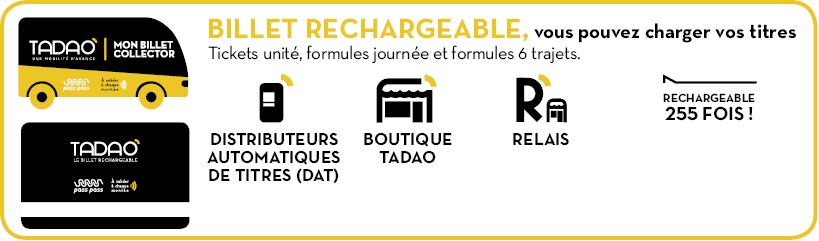 TADAO
UNE MOBILITÉ D'AVANCE
MON BILLET
COLLECTOR
pass pass
À valider
à chaque
montée
TADAO
LE BILLET RECHARGEABLE
pass pass
À valider
à chaque
montée
BILLET RECHARGEABLE, vous pouvez charger vos titres
Tickets unité, formules journée et formules 6 trajets.
DISTRIBUTEURS
AUTOMATIQUES
DE TITRES (DAT)
BOUTIQUE
TADAO
R
RELAIS
RECHARGEABLE
255 FOIS !